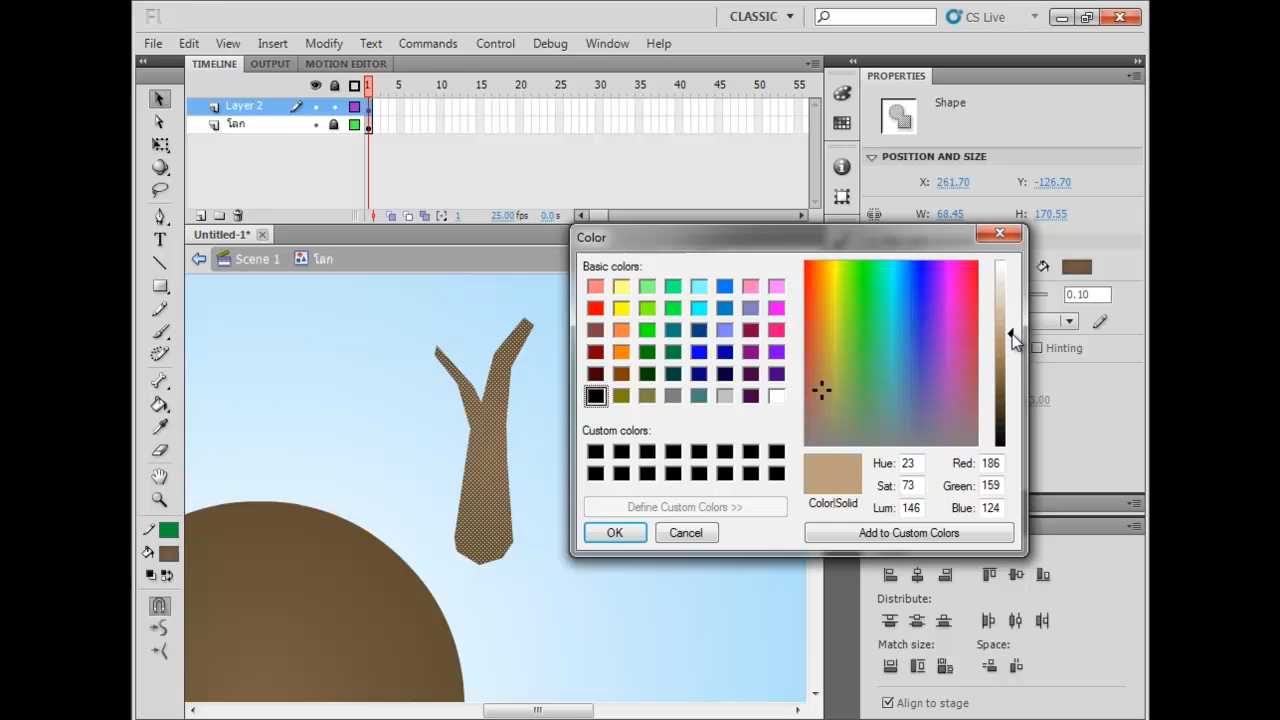 Fl
CLASSIC
CS Live
File Edit View Insert Modify Text Commands Control Debug Window Help
TIMELINE OUTPUT MOTION EDITOR
PROPERTIES
1 5 10 15 20 25 30 35 40 45 50 55
Shape
Layer 2
โลก
POSITION AND SIZE
X: 261.70 Y: -126.70
W: 68.45 H: 170.55
1 25.00 fps 0.0s
Untitled-1*
Scene 1 โลก
Color
Basic colors:
0.10
Hinting
3.00
Custom colors:
Define Custom Colors >>
OK Cancel
Color|Solid
Hue: 23 Red: 186
Sat: 73 Green: 159
Lum: 146 Blue: 124
Add to Custom Colors
T
Distribute:
Match size: Space:
Align to stage